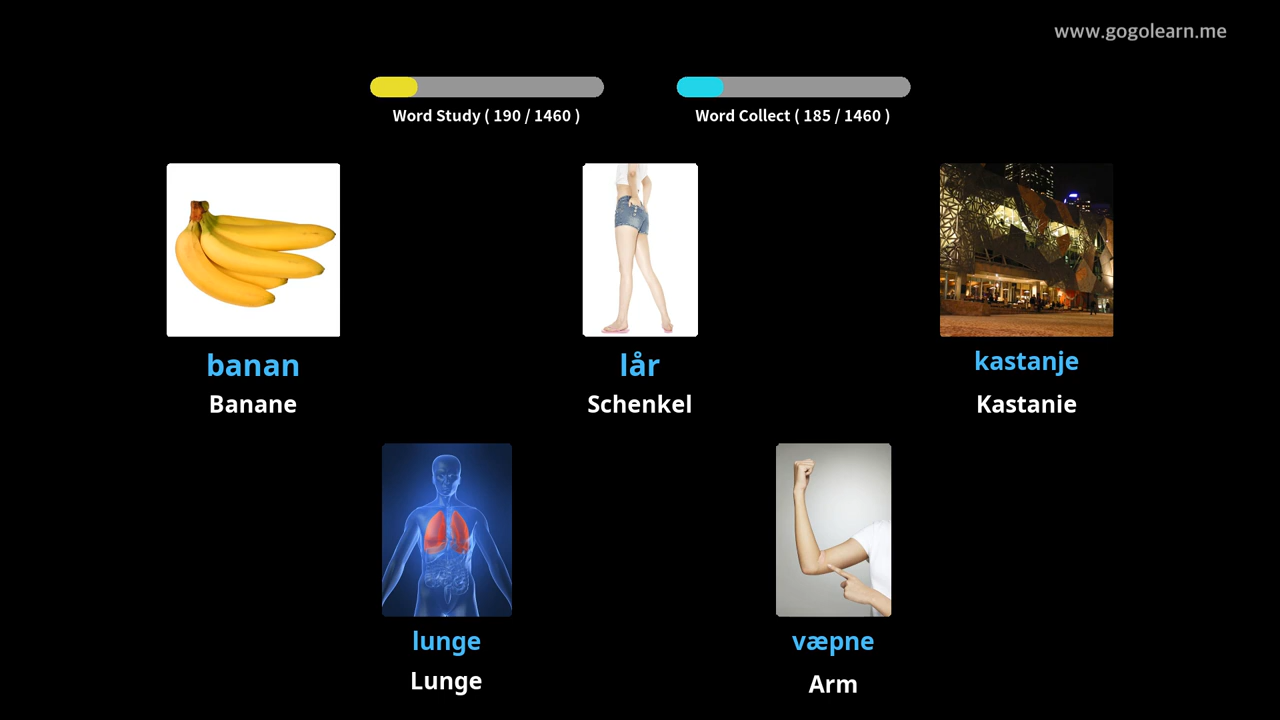 www.gogolearn.me
Word Study ( 190 / 1460 )
Word Collect ( 185 / 1460 )
banan
Banane
lår
Schenkel
kastanje
Kastanie
lunge
Lunge
væpne
Arm